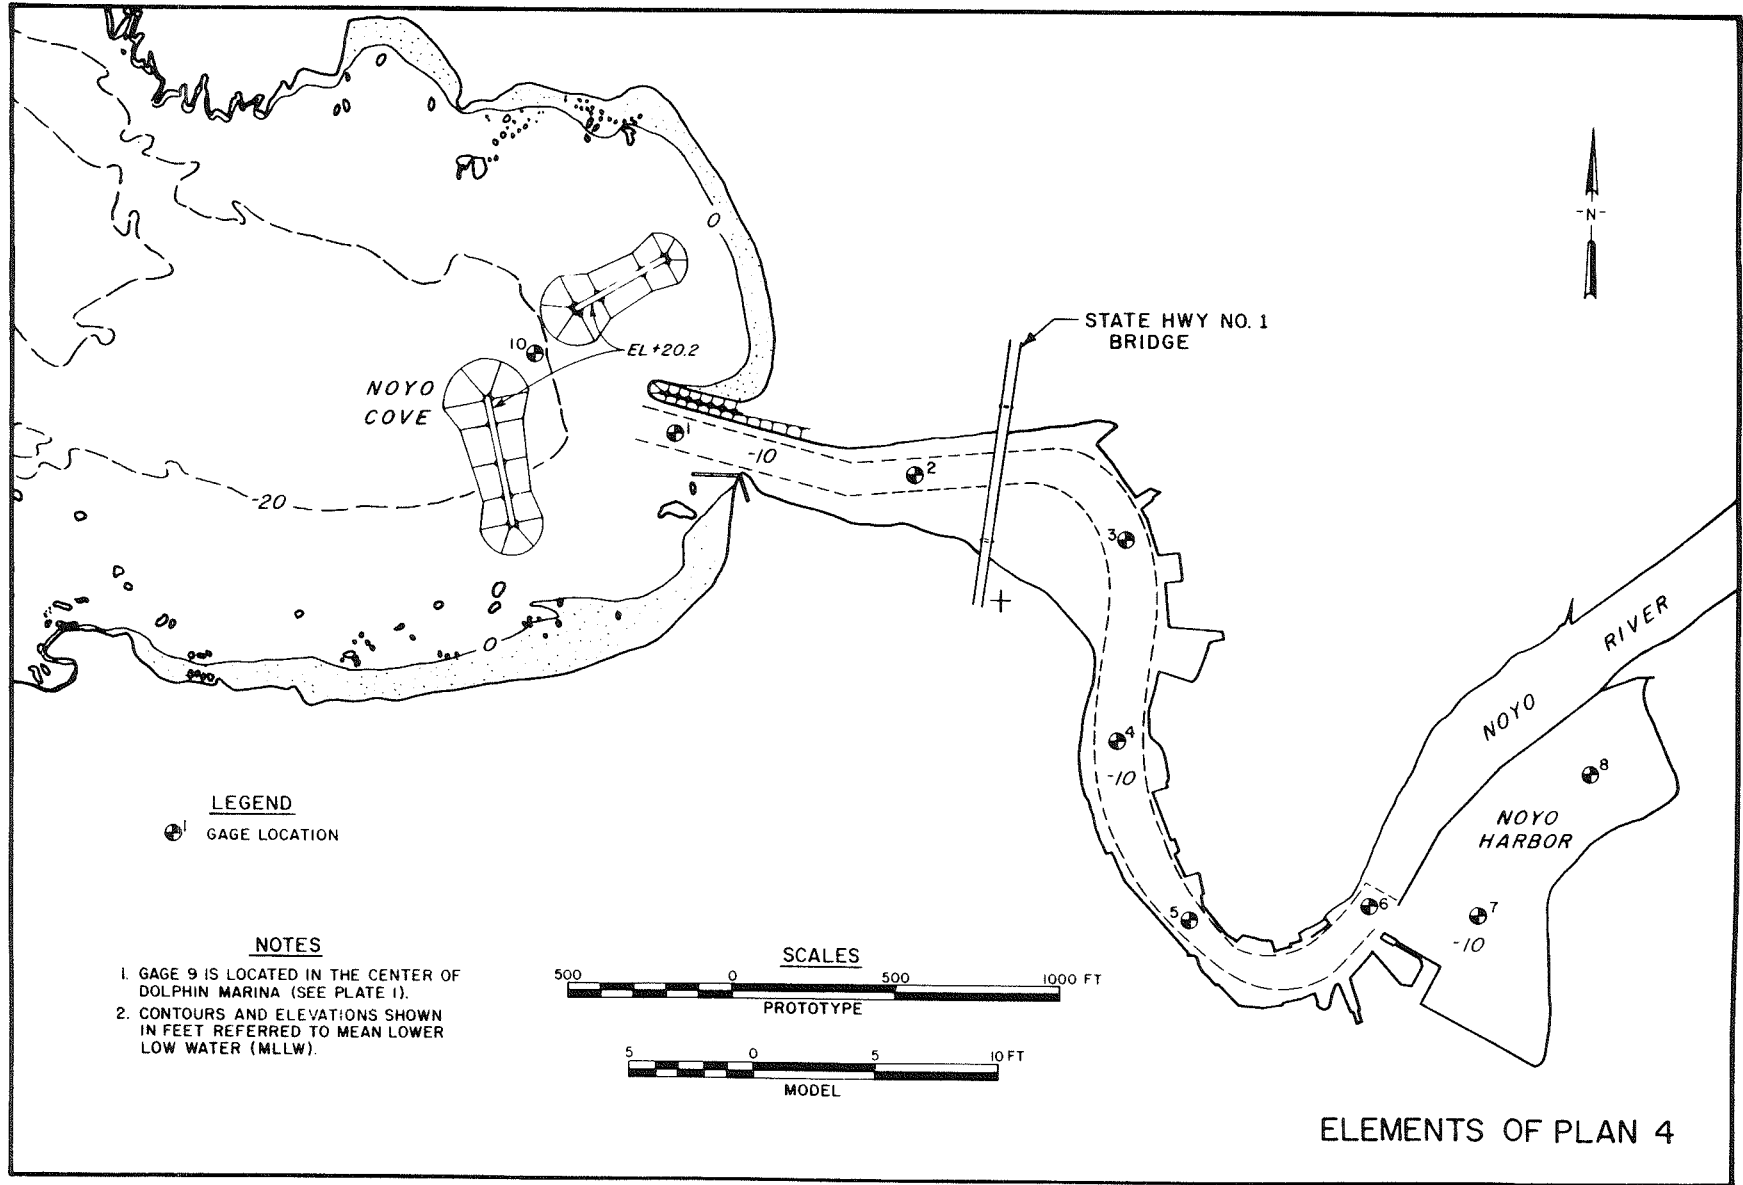 0
0
-N-
STATE HWY NO. 1
BRIDGE
10
EL +20.2
NOYO
COVE
1
-10
2
-20
3
0
RIVER
NOYO
4
-10
8
LEGEND
1 GAGE LOCATION
NOYO
HARBOR
5
6
7
-10
NOTES
1. GAGE 9 IS LOCATED IN THE CENTER OF
DOLPHIN MARINA (SEE PLATE 1).
2. CONTOURS AND ELEVATIONS SHOWN
IN FEET REFERRED TO MEAN LOWER
LOW WATER (MLLW).
SCALES
500 0 500 1000 FT
PROTOTYPE
5 0 5 10 FT
MODEL
ELEMENTS OF PLAN 4